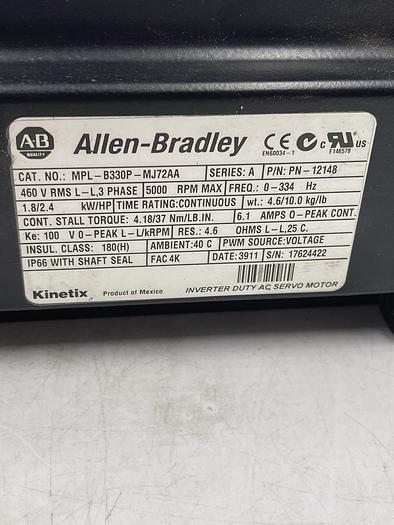 AB QUALITY Allen-Bradley CE EN60034-1 c UR US E146578
CAT. NO.: MPL-B330P-MJ72AA SERIES: A P/N: PN-12148
460 V RMS L-L,3 PHASE 5000 RPM MAX FREQ.: 0-334 Hz
1.8/2.4 kW/HP TIME RATING:CONTINUOUS wt.: 4.6/10.0 kg/lb
CONT. STALL TORQUE: 4.18/37 Nm/LB.IN. 6.1 AMPS O-PEAK CONT.
Ke: 100 V 0-PEAK L-L/kRPM RES.: 4.6 OHMS L-L,25 C.
INSUL. CLASS: 180(H) AMBIENT:40 C PWM SOURCE:VOLTAGE
IP66 WITH SHAFT SEAL FAC 4K DATE:3911 S/N: 17624422
Kinetix Product of Mexico INVERTER DUTY AC SERVO MOTOR